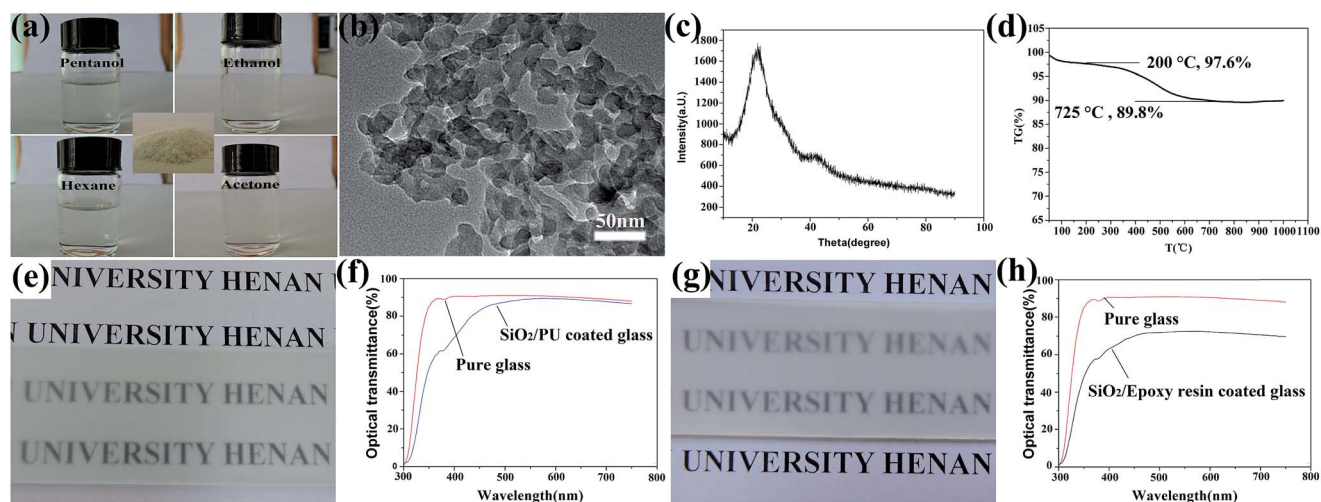 (a)
Pentanol
Ethanol
Hexane
Acetone
(b)
50nm
(c)
1800
1600
1400
1200
1000
800
600
400
200
Intensity(a.U.)
20 40 60 80 100
Theta(degree)
(d)
105
100
95
90
85
80
75
70
65
TG(%)
200 °C, 97.6%
725 °C , 89.8%
100 200 300 400 500 600 700 800 900 1000 1100
T(℃)
(e)
NIVERSITY HENAN U
N UNIVERSITY HENAN
UNIVERSITY HENAN
UNIVERSITY HENAN
(f)
100
80
60
40
20
0
Optical transmittance(%)
SiO₂/PU coated glass
Pure glass
300 400 500 600 700 800
Wavelength(nm)
(g)
NIVERSITY HENAN
UNIVERSITY HENAN
UNIVERSITY HENAN
UNIVERSITY HENAN
(h)
100
80
60
40
20
0
Optical transmittance(%)
Pure glass
SiO₂/Epoxy resin coated glass
300 400 500 600 700 800
Wavelength(nm)